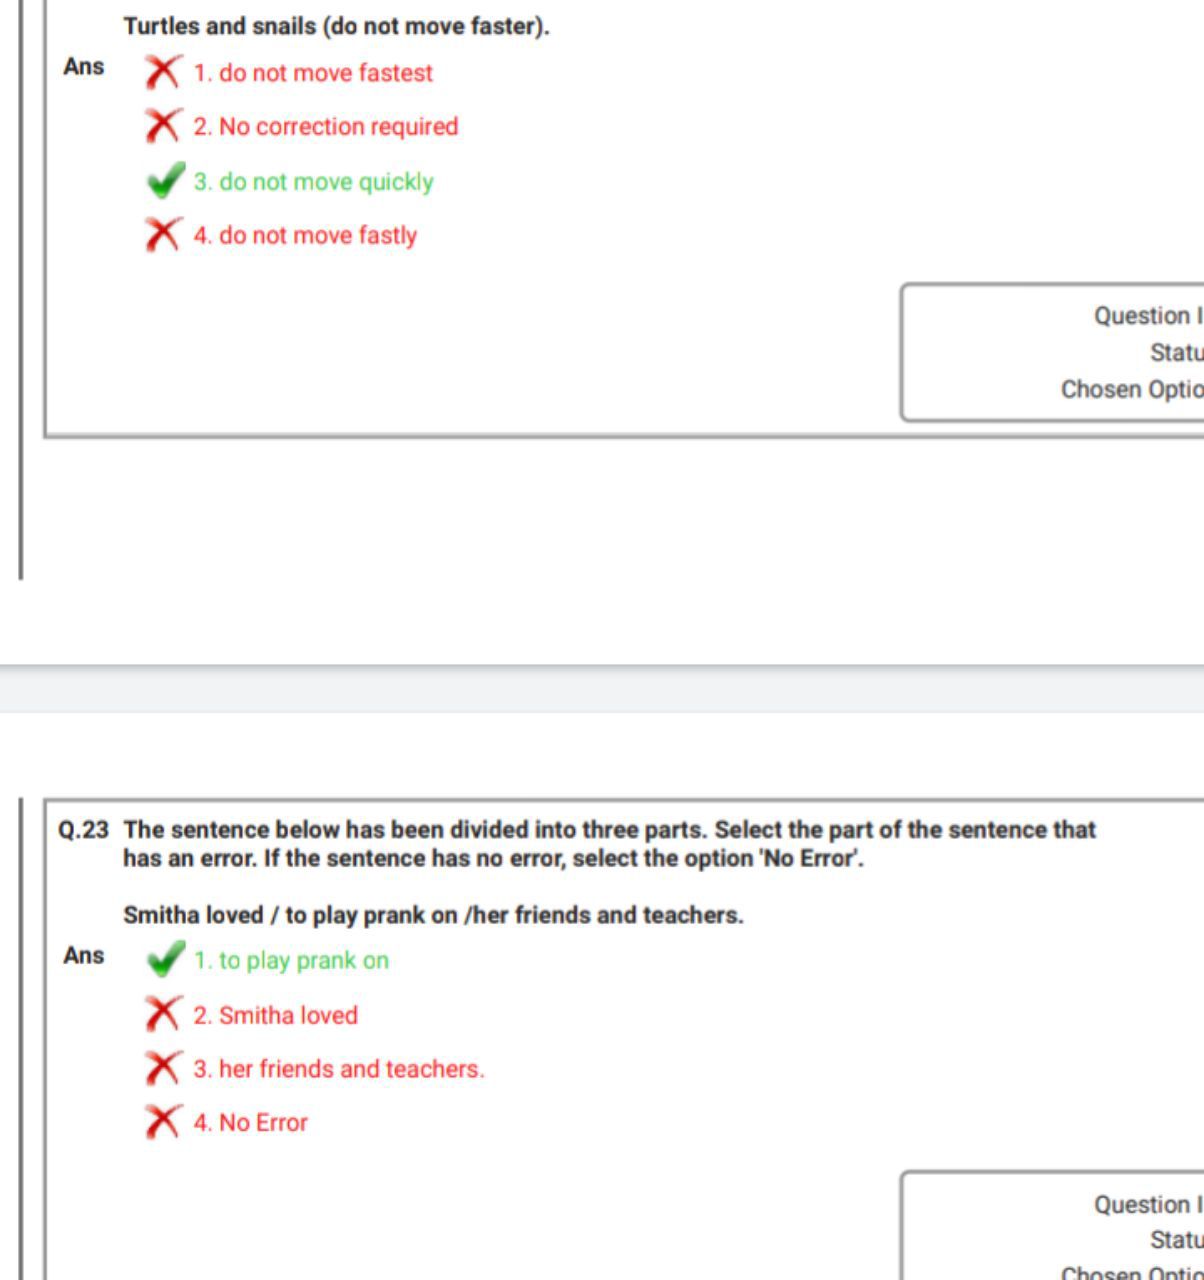 Turtles and snails (do not move faster).
Ans
1. do not move fastest
2. No correction required
3. do not move quickly
4. do not move fastly
Question I
Statu
Chosen Optio
Q.23 The sentence below has been divided into three parts. Select the part of the sentence that
has an error. If the sentence has no error, select the option 'No Error'.
Smitha loved / to play prank on /her friends and teachers.
Ans
1. to play prank on
2. Smitha loved
3. her friends and teachers.
4. No Error
Question I
Statu
Chosen Optio